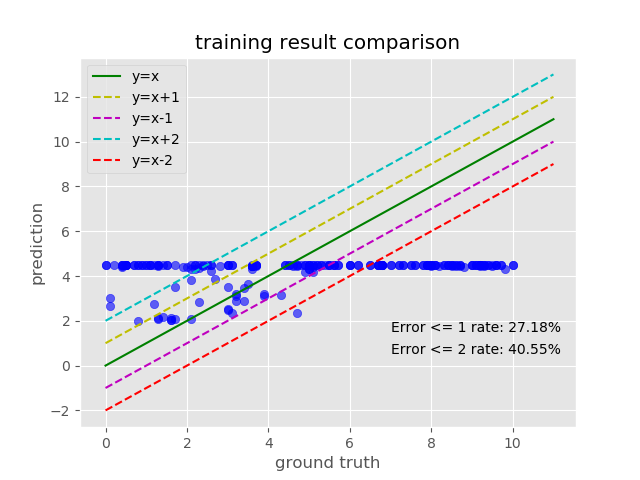 training result comparison
y=x
y=x+1
y=x-1
y=x+2
y=x-2
12
10
8
6
4
2
0
−2
prediction
Error <= 1 rate: 27.18%
Error <= 2 rate: 40.55%
0 2 4 6 8 10
ground truth